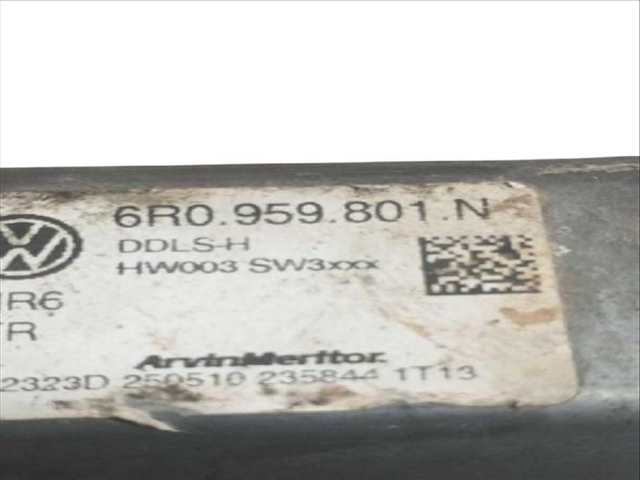 6R0.959.801.N
DDLS-H
HW003 SW3xxx
R6
R
ArvinMeritor
2323D 250510 235844 1T13